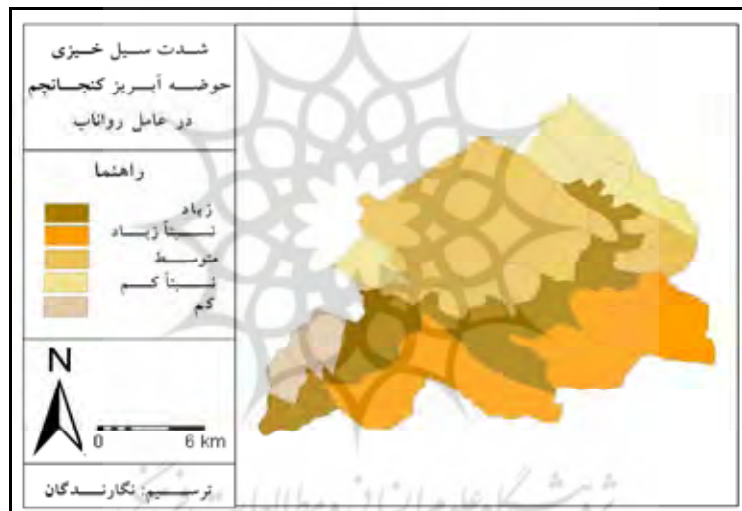 شدت سیل خیزی
حوضه آبریز کنجانچم
در عامل رواناب
راهنما
زیاد
نسبتاً زیاد
متوسط
نسبتاً کم
کم
N
0 6 km
ترسیم: نگارندگان